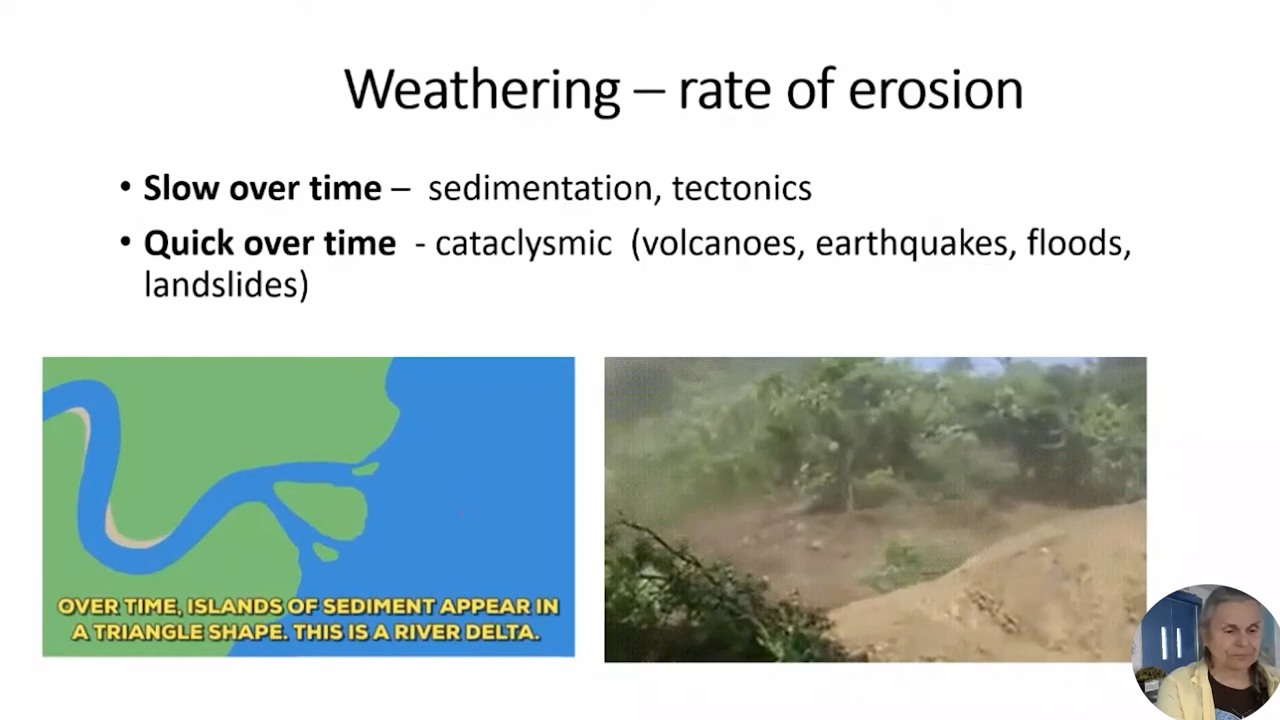 Weathering – rate of erosion
• Slow over time – sedimentation, tectonics
• Quick over time - cataclysmic (volcanoes, earthquakes, floods,
landslides)
OVER TIME, ISLANDS OF SEDIMENT APPEAR IN
A TRIANGLE SHAPE. THIS IS A RIVER DELTA.